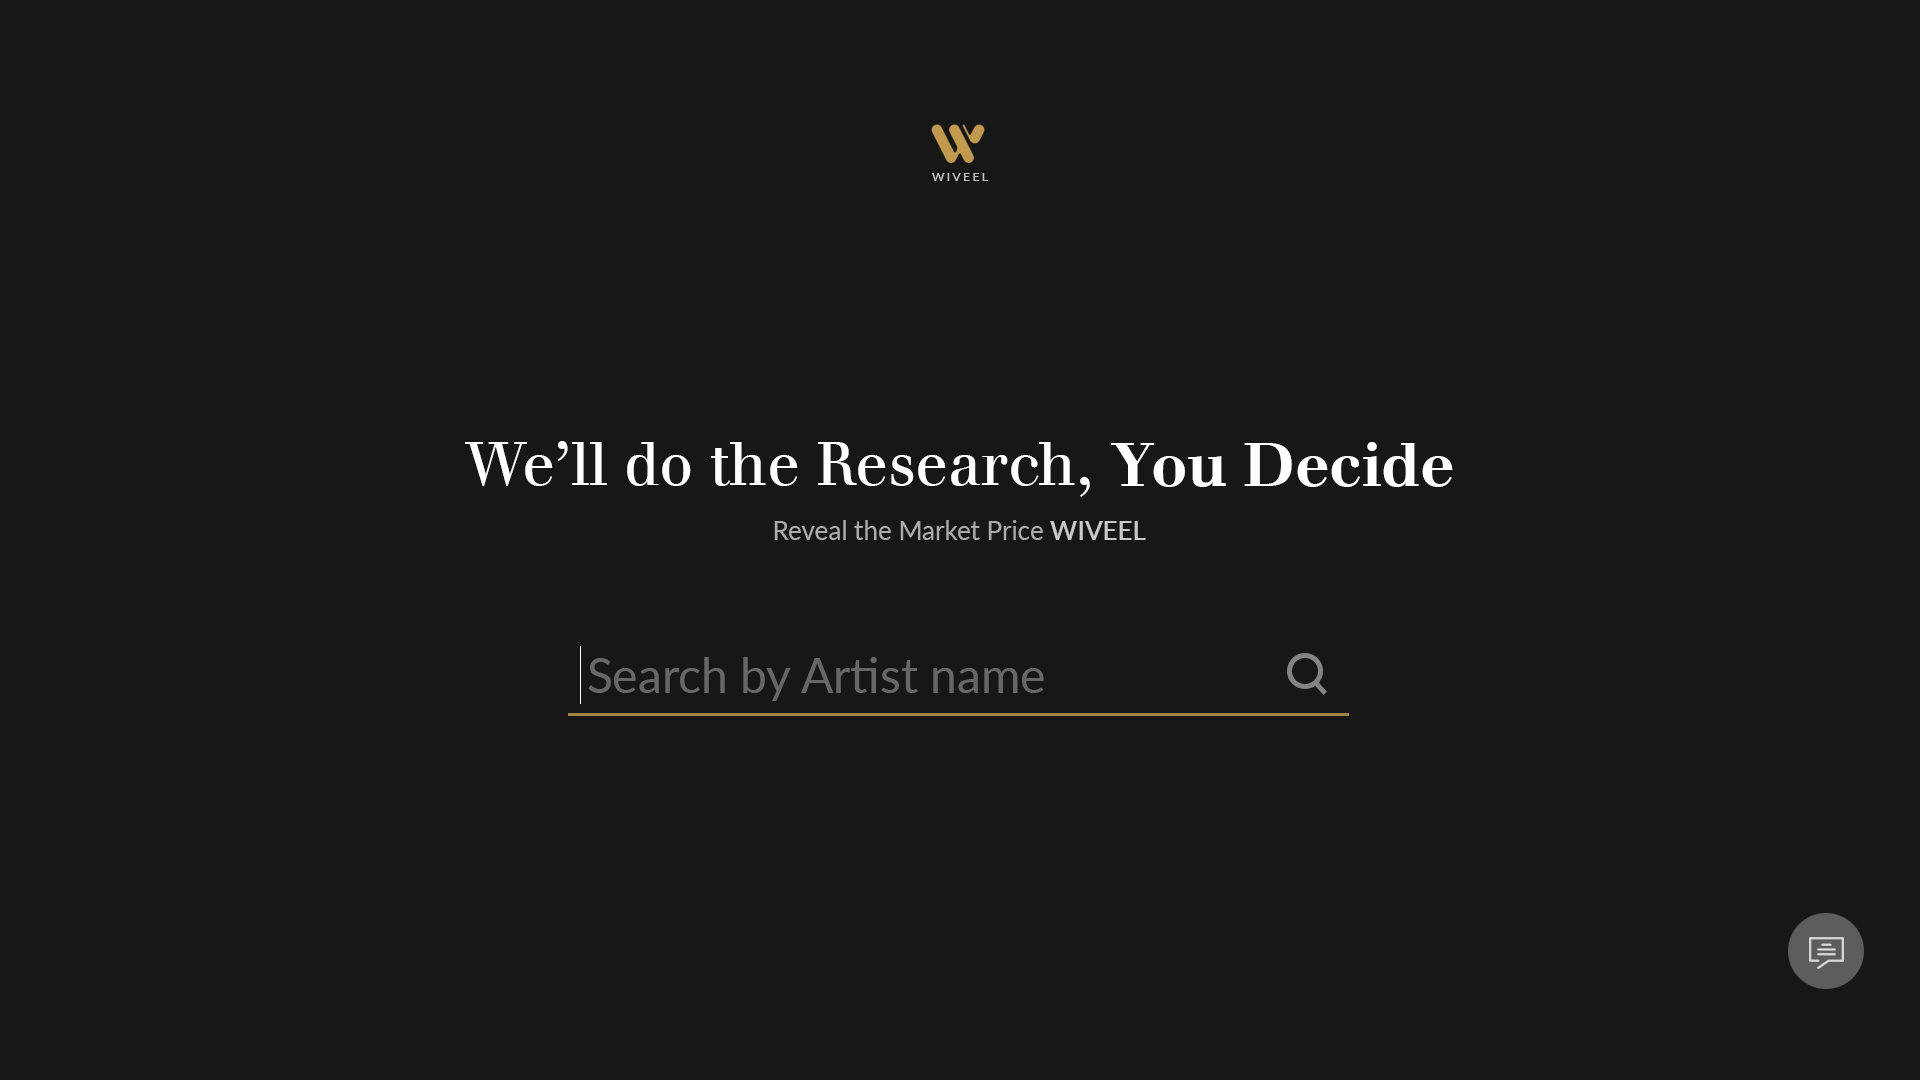 WIVEEL
We’ll do the Research, You Decide
Reveal the Market Price WIVEEL
Search by Artist name